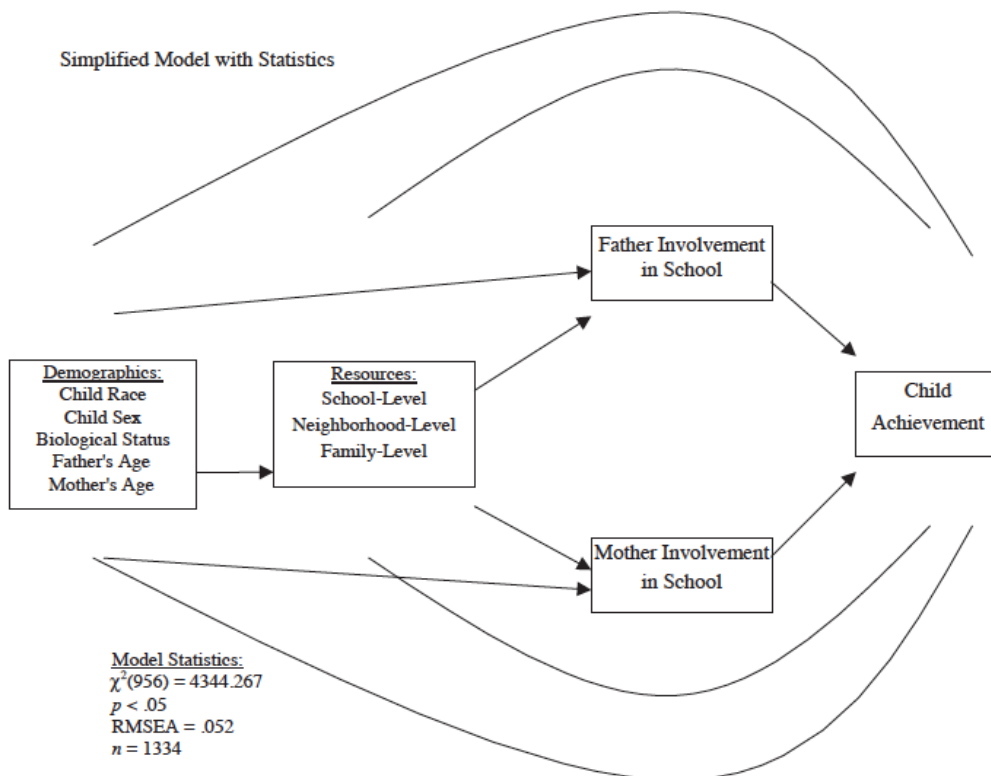 Simplified Model with Statistics
Father Involvement
in School
Demographics:
Child Race
Child Sex
Biological Status
Father's Age
Mother's Age
Resources:
School-Level
Neighborhood-Level
Family-Level
Child
Achievement
Mother Involvement
in School
Model Statistics:
χ²(956) = 4344.267
p < .05
RMSEA = .052
n = 1334